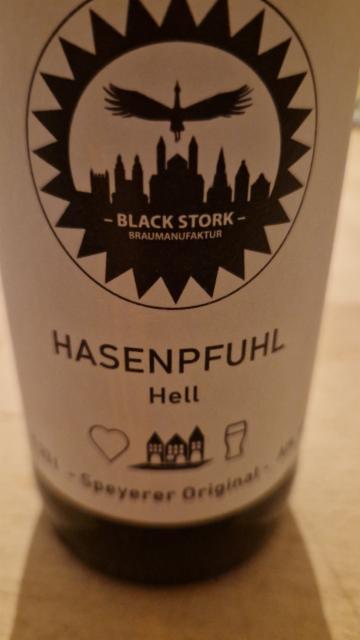 - BLACK STORK -
BRAUMANUFAKTUR
HASENPFUHL
Hell
- Speyerer Original -